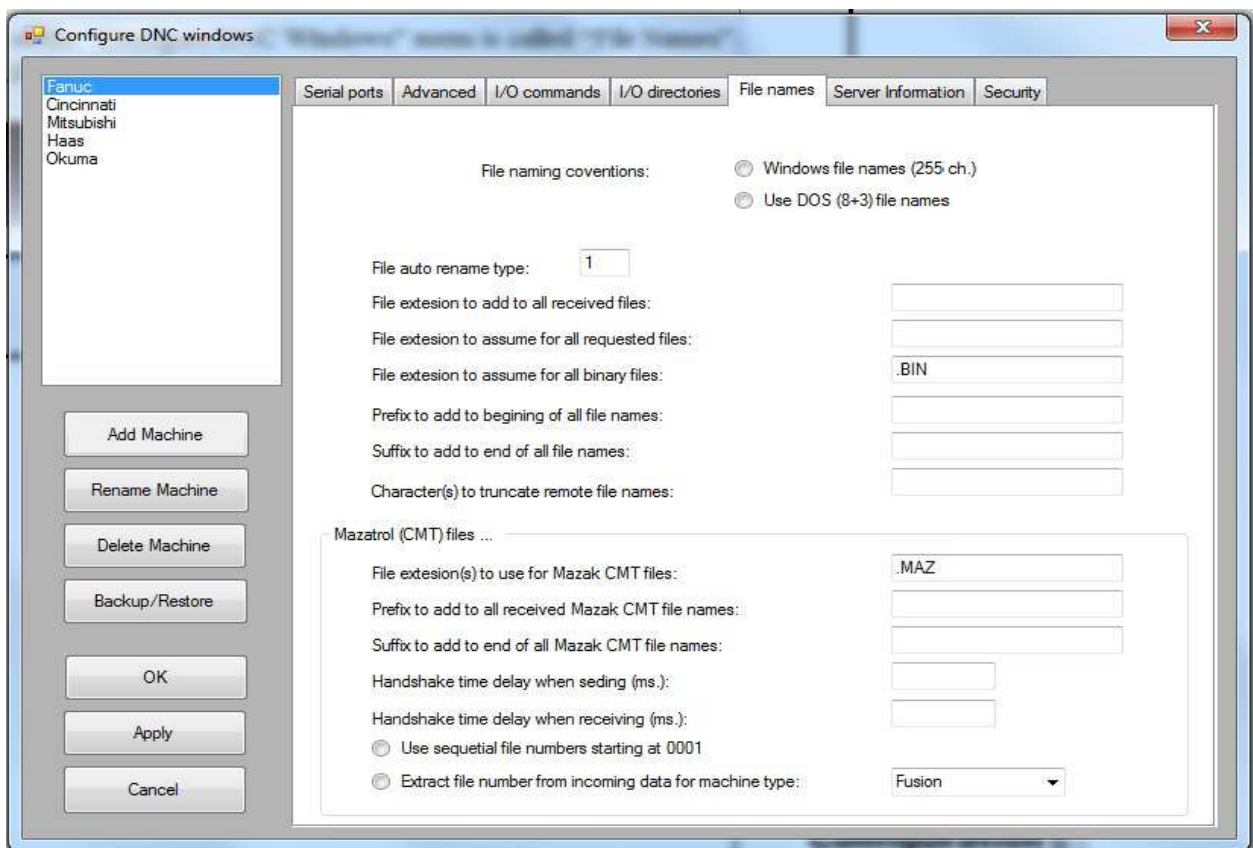 Configure DNC windows
Windows" menu is called "File Names"
Fanuc
Cincinnati
Mitsubishi
Haas
Okuma
Add Machine
Rename Machine
Delete Machine
Backup/Restore
OK
Apply
Cancel
Serial ports Advanced I/O commands I/O directories File names Server Information Security
File naming coventions:
Windows file names (255 ch.)
Use DOS (8+3) file names
File auto rename type: 1
File extesion to add to all received files:
File extesion to assume for all requested files:
File extesion to assume for all binary files: .BIN
Prefix to add to begining of all file names:
Suffix to add to end of all file names:
Character(s) to truncate remote file names:
Mazatrol (CMT) files ...
File extesion(s) to use for Mazak CMT files: .MAZ
Prefix to add to all received Mazak CMT file names:
Suffix to add to end of all Mazak CMT file names:
Handshake time delay when seding (ms.):
Handshake time delay when receiving (ms.):
Use sequetial file numbers starting at 0001
Extract file number from incoming data for machine type: Fusion